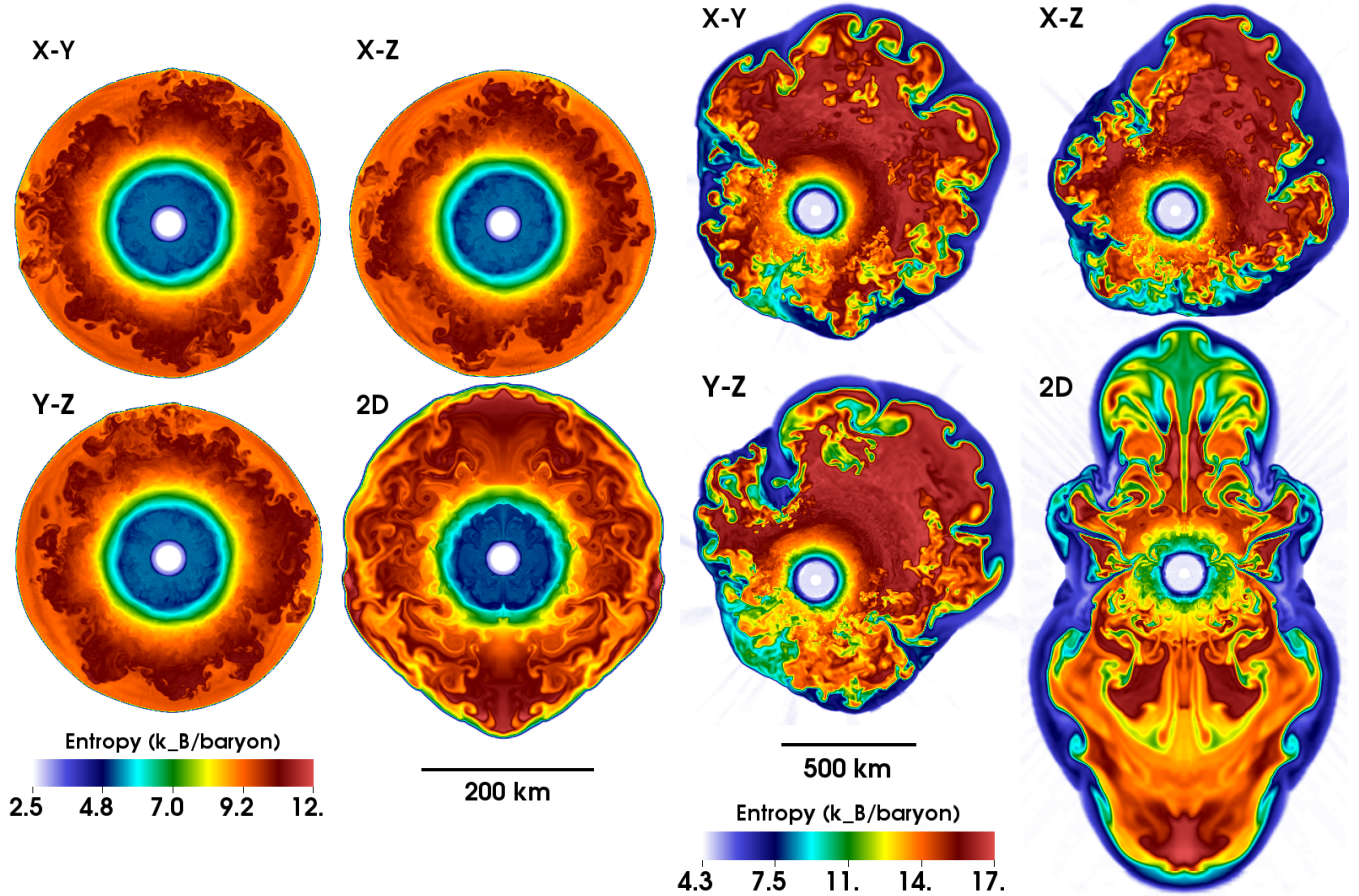 X-Y
X-Z
Y-Z
2D
Entropy (k_B/baryon)
2.5 4.8 7.0 9.2 12.
200 km
X-Y
X-Z
Y-Z
2D
500 km
Entropy (k_B/baryon)
4.3 7.5 11. 14. 17.